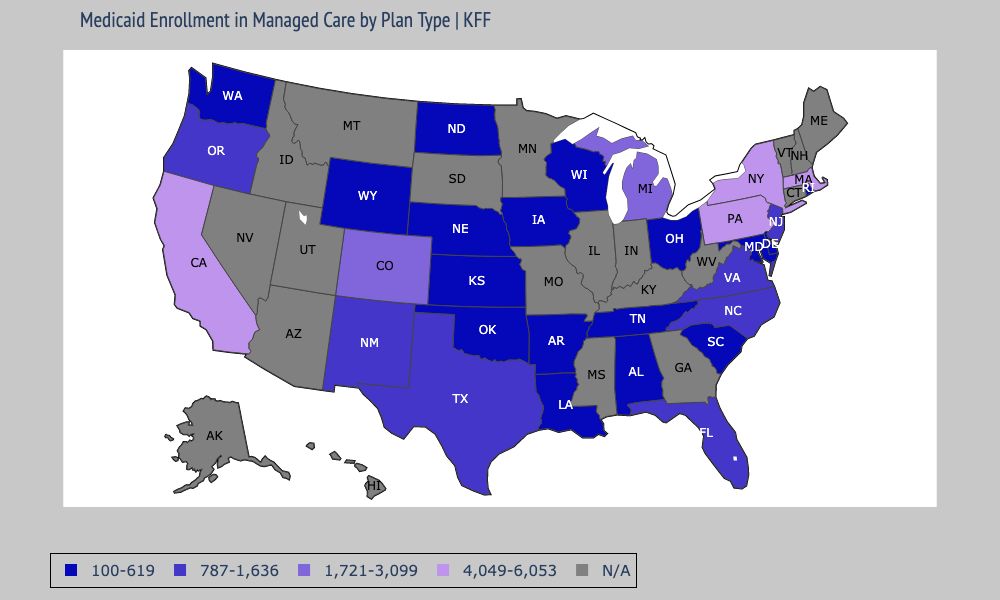 Medicaid Enrollment in Managed Care by Plan Type | KFF
WA
ND
MT
ME
MN
OR
VT
NH
ID
WI
SD
NY
MA
MI
RI
WY
CT
IA
PA
NJ
NE
NV
OH
DE
MD
UT
IL
IN
CA
CO
WV
VA
KS
MO
KY
NC
TN
OK
AZ
NM
AR
SC
GA
AL
MS
TX
LA
FL
AK
HI
100-619 787-1,636 1,721-3,099 4,049-6,053 N/A